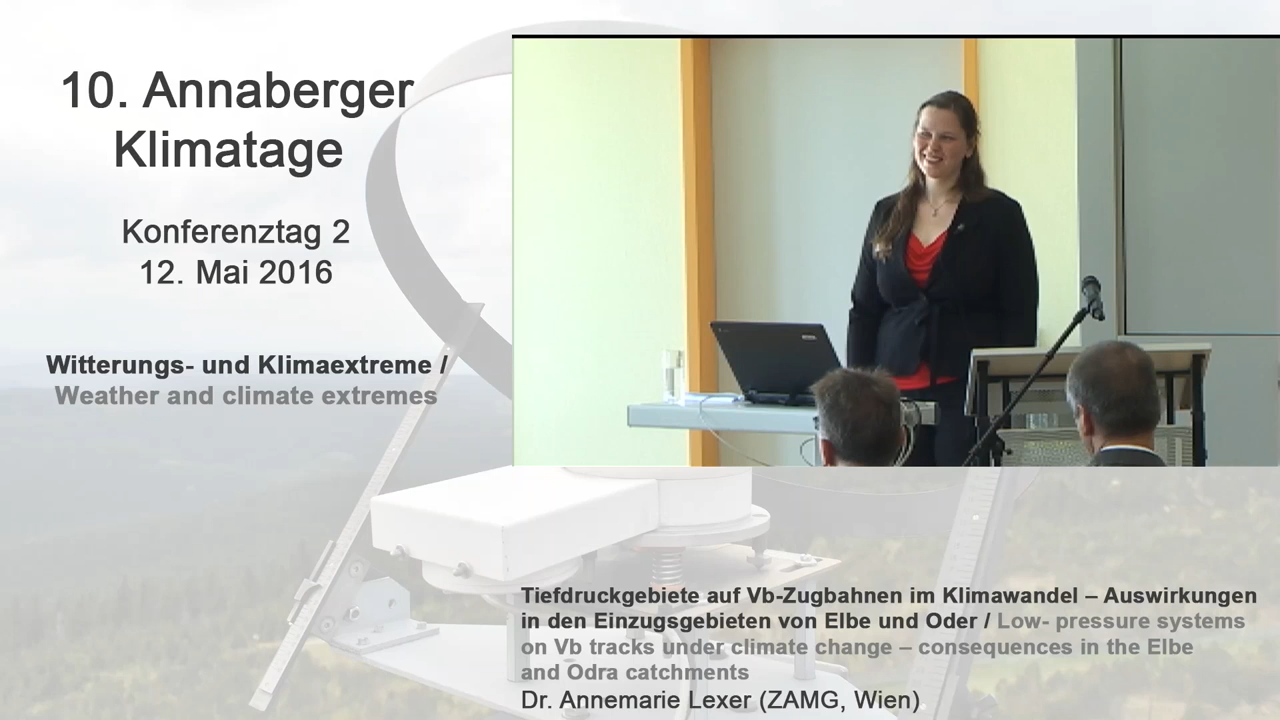 10. Annaberger
Klimatage
Konferenztag 2
12. Mai 2016
Witterungs- und Klimaextreme /
Weather and climate extremes
Tiefdruckgebiete auf Vb-Zugbahnen im Klimawandel – Auswirkungen
in den Einzugsgebieten von Elbe und Oder / Low- pressure systems
on Vb tracks under climate change – consequences in the Elbe
and Odra catchments
Dr. Annemarie Lexer (ZAMG, Wien)